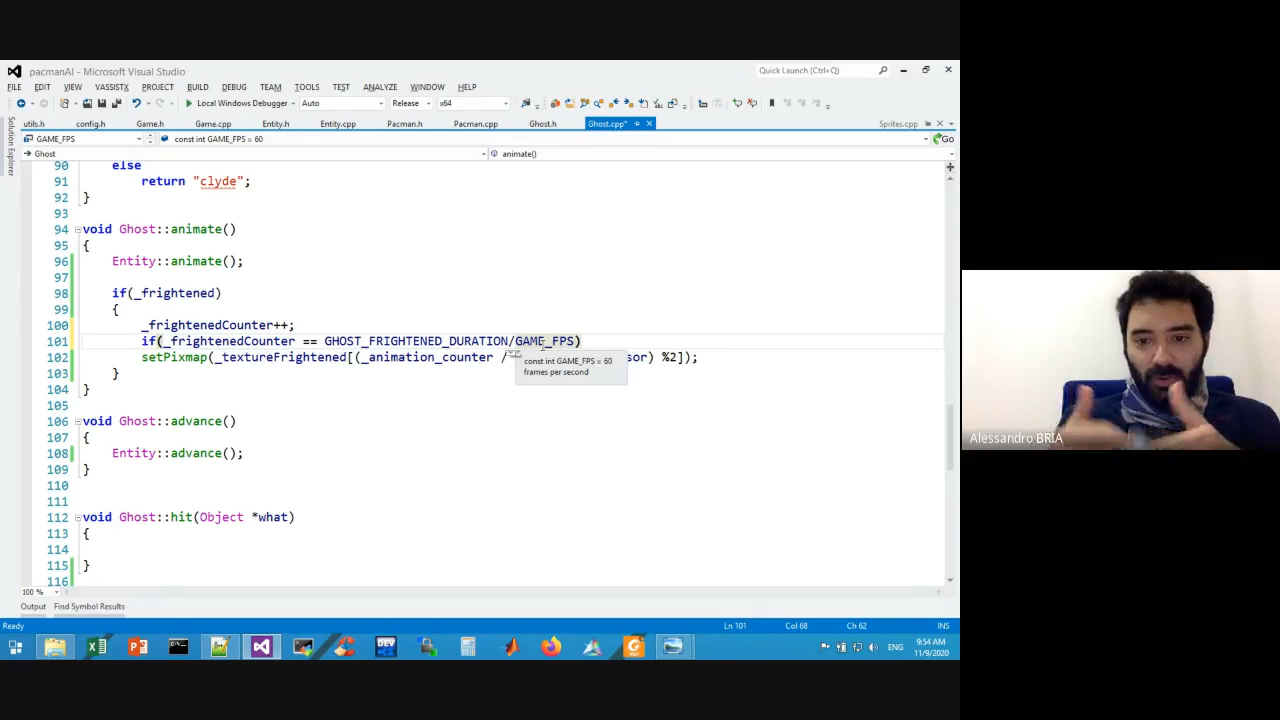 pacmanAI - Microsoft Visual Studio
Quick Launch (Ctrl+Q)
FILE EDIT VIEW VASSISTX PROJECT BUILD DEBUG TEAM TOOLS TEST ANALYZE WINDOW HELP
Local Windows Debugger Auto Release x64
utils.h config.h Game.h Game.cpp Entity.h Entity.cpp Pacman.h Pacman.cpp Ghost.h Ghost.cpp* Sprites.cpp
GAME_FPS const int GAME_FPS = 60 Go
Ghost animate()
Solution Explorer
90 else
91 return "clyde";
92 }
93
94 void Ghost::animate()
95 {
96 Entity::animate();
97
98 if(_frightened)
99 {
100 _frightenedCounter++;
101 if(_frightenedCounter == GHOST_FRIGHTENED_DURATION/GAME_FPS)
102 setPixmap(_textureFrightened[(_animation_counter / sor) %2]);
const int GAME_FPS = 60
frames per second
103 }
104 }
105
106 void Ghost::advance()
107 {
108 Entity::advance();
109 }
110
111
112 void Ghost::hit(Object *what)
113 {
114
115 }
116
100 %
Output Find Symbol Results
Ready Ln 101 Col 68 Ch 62 INS
ENG
9:54 AM
11/9/2020
DEV
Alessandro BRIA